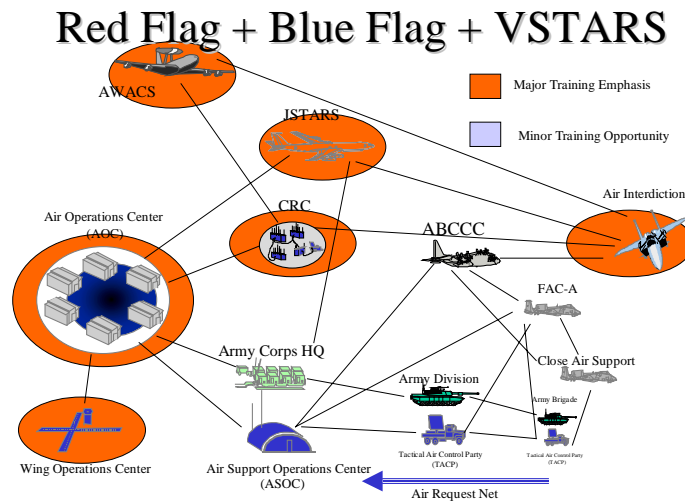 Red Flag + Blue Flag + VSTARS
AWACS
Major Training Emphasis
JSTARS
Minor Training Opportunity
CRC
Air Interdiction
Air Operations Center
(AOC)
ABCCC
FAC-A
Army Corps HQ
Close Air Support
Army Division
Army Brigade
Wing Operations Center
Air Support Operations Center
(ASOC)
Tactical Air Control Party
(TACP)
Tactical Air Control Party
(TACP)
Air Request Net